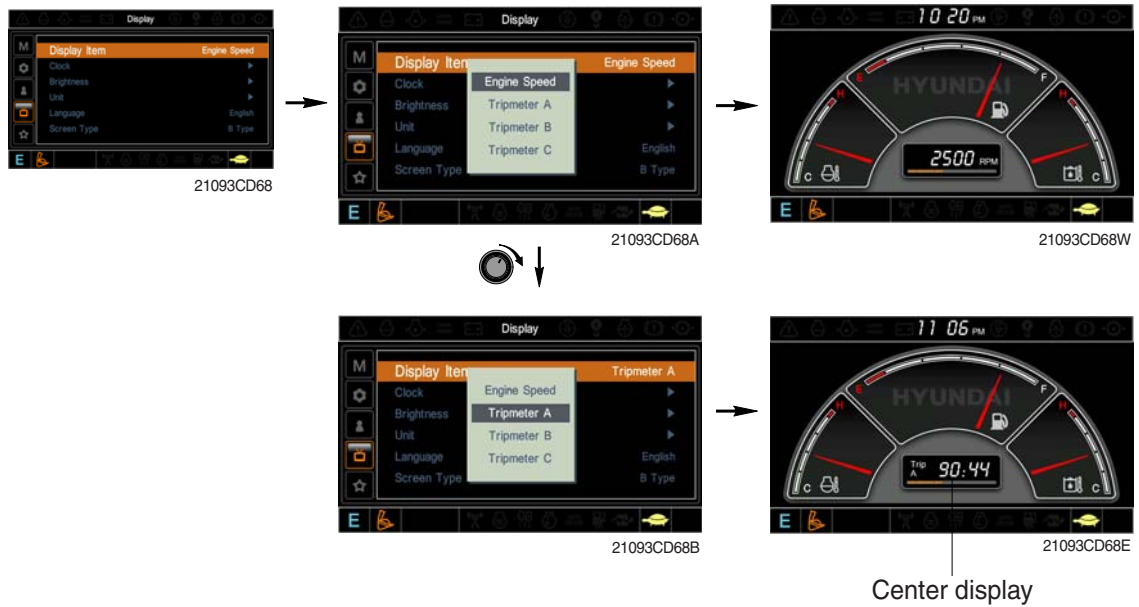 Display
M
Display Item Engine Speed
Clock
Brightness
Unit
Language English
Screen Type B Type
E
21093CD68
Display
M
Display Item Engine Speed
Clock
Brightness
Unit
Language English
Screen Type B Type
Engine Speed
Tripmeter A
Tripmeter B
Tripmeter C
E
21093CD68A
10 20 PM
HYUNDAI
E F
H H
C C
2500 RPM
E
21093CD68W
Display
M
Display Item Tripmeter A
Clock
Brightness
Unit
Language English
Screen Type B Type
Engine Speed
Tripmeter A
Tripmeter B
Tripmeter C
E
21093CD68B
11 06 PM
HYUNDAI
E F
H H
C C
Trip A 90:44
E
21093CD68E
Center display